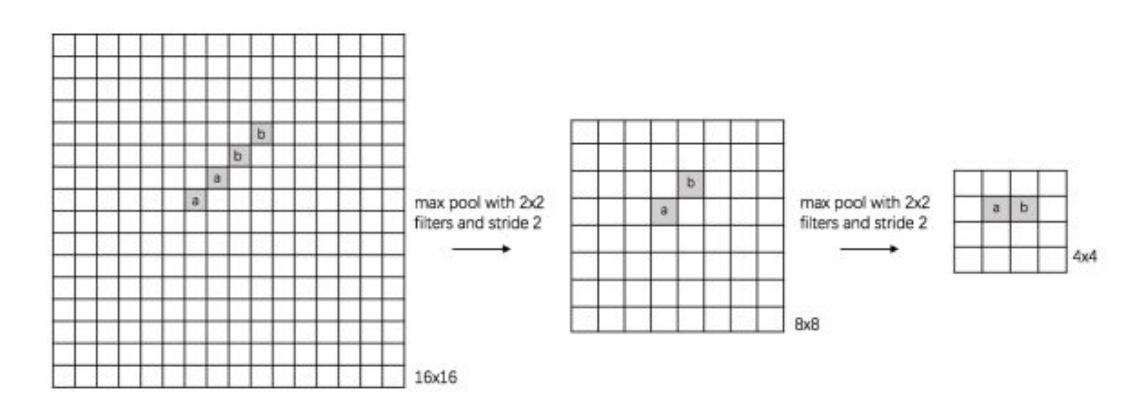 b
b
a
a
16x16
max pool with 2x2
filters and stride 2
b
a
8x8
max pool with 2x2
filters and stride 2
a b
4x4